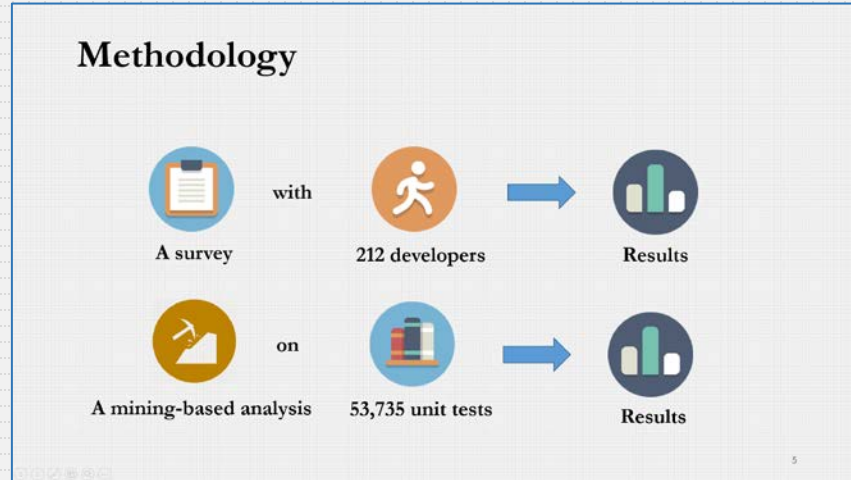 Methodology
with
A survey
212 developers
Results
on
A mining-based analysis
53,735 unit tests
Results
5